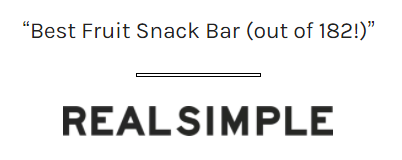 “Best Fruit Snack Bar (out of 182!)”
REALSIMPLE